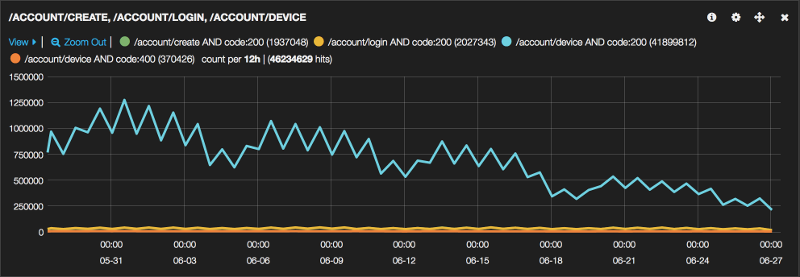 /ACCOUNT/CREATE, /ACCOUNT/LOGIN, /ACCOUNT/DEVICE
View | Zoom Out | /account/create AND code:200 (1937048) /account/login AND code:200 (2027343) /account/device AND code:200 (41899812)
/account/device AND code:400 (370426) count per 12h | (46234629 hits)
1500000
1250000
1000000
750000
500000
250000
0
00:00 00:00 00:00 00:00 00:00 00:00 00:00 00:00 00:00 00:00
05-31 06-03 06-06 06-09 06-12 06-15 06-18 06-21 06-24 06-27